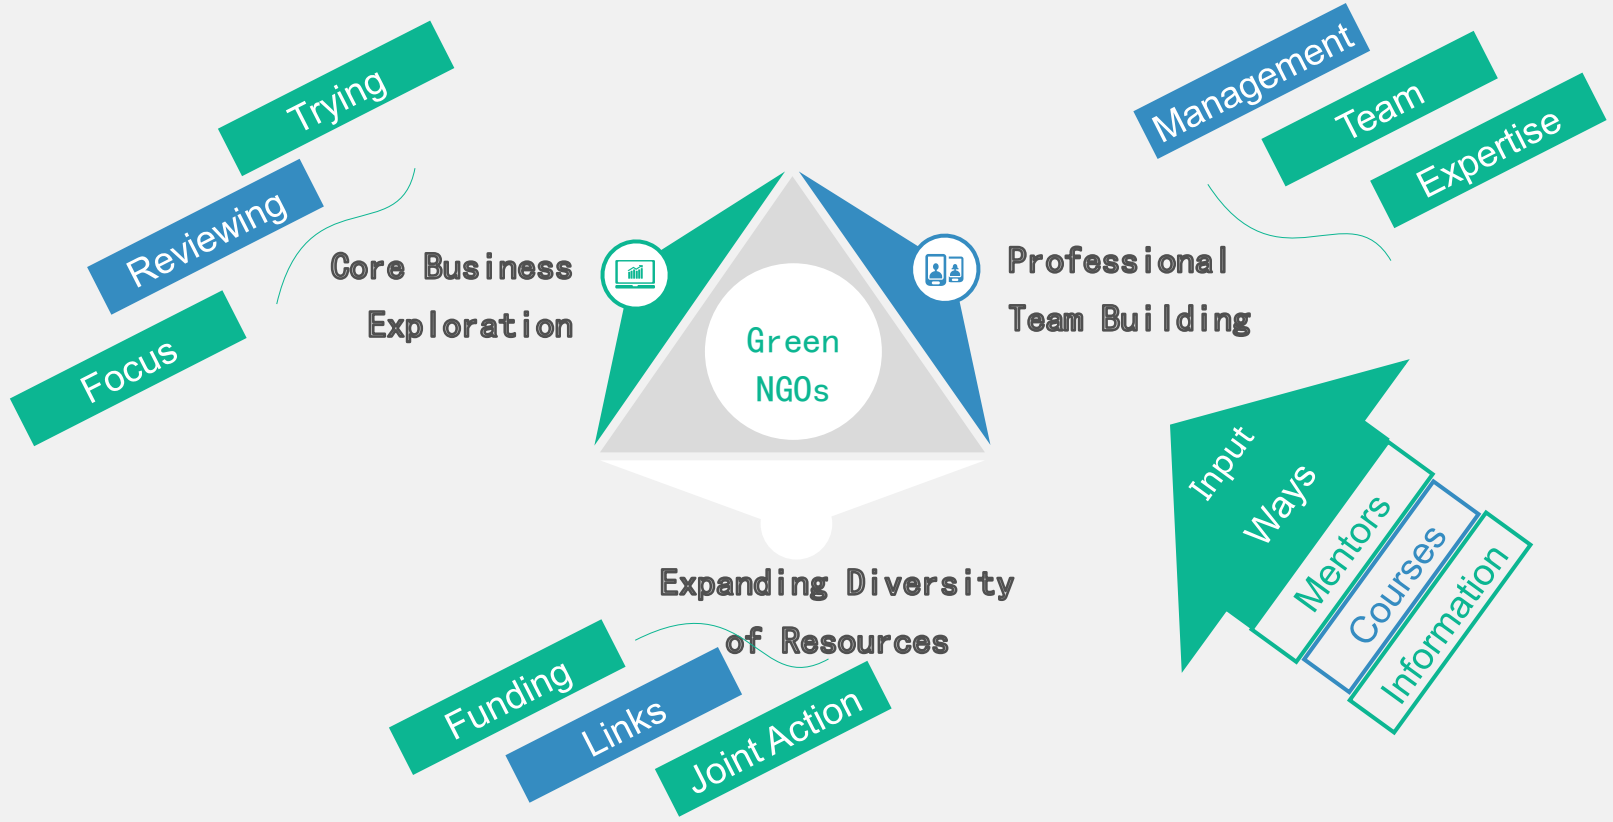 Trying
Reviewing
Focus
Core Business
Exploration
Green
NGOs
Professional
Team Building
Management
Team
Expertise
Expanding Diversity
of Resources
Funding
Links
Joint Action
Input
Ways
Mentors
Courses
Information